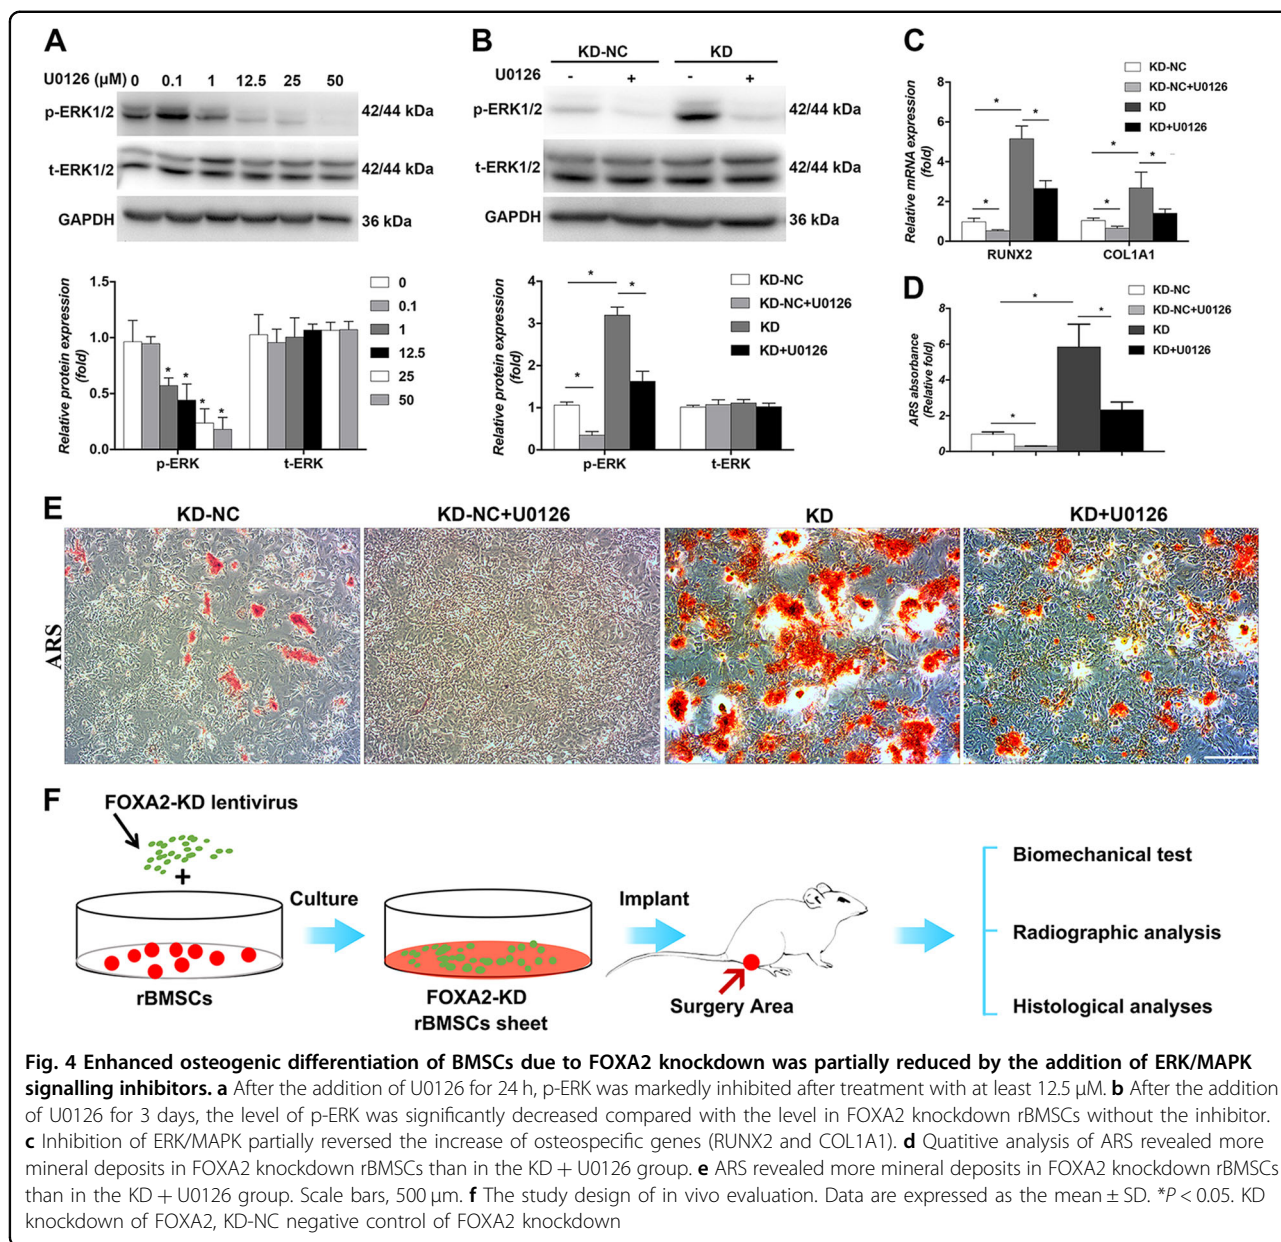 A
U0126 (μM) 0 0.1 1 12.5 25 50
p-ERK1/2 42/44 kDa
t-ERK1/2 42/44 kDa
GAPDH 36 kDa
Relative protein expression
(fold)
1.5
1.0
0.5
0.0
* * * *
p-ERK t-ERK
0
0.1
1
12.5
25
50
B
KD-NC KD
U0126 - + - +
p-ERK1/2 42/44 kDa
t-ERK1/2 42/44 kDa
GAPDH 36 kDa
Relative protein expression
(fold)
4
3
2
1
0
* * *
p-ERK t-ERK
KD-NC
KD-NC+U0126
KD
KD+U0126
C
Relative mRNA expression
(fold)
8
6
4
2
0
* * * * * *
RUNX2 COL1A1
KD-NC
KD-NC+U0126
KD
KD+U0126
D
ARS absorbance
(Relative fold)
8
6
4
2
0
* * *
KD-NC
KD-NC+U0126
KD
KD+U0126
E
KD-NC KD-NC+U0126 KD KD+U0126
ARS
F
FOXA2-KD lentivirus
+
rBMSCs
Culture
FOXA2-KD
rBMSCs sheet
Implant
Surgery Area
Biomechanical test
Radiographic analysis
Histological analyses
Fig. 4 Enhanced osteogenic differentiation of BMSCs due to FOXA2 knockdown was partially reduced by the addition of ERK/MAPK
signalling inhibitors. a After the addition of U0126 for 24 h, p-ERK was markedly inhibited after treatment with at least 12.5 μM. b After the addition
of U0126 for 3 days, the level of p-ERK was significantly decreased compared with the level in FOXA2 knockdown rBMSCs without the inhibitor.
c Inhibition of ERK/MAPK partially reversed the increase of osteospecific genes (RUNX2 and COL1A1). d Quatitive analysis of ARS revealed more
mineral deposits in FOXA2 knockdown rBMSCs than in the KD + U0126 group. e ARS revealed more mineral deposits in FOXA2 knockdown rBMSCs
than in the KD + U0126 group. Scale bars, 500 μm. f The study design of in vivo evaluation. Data are expressed as the mean ± SD. *P < 0.05. KD
knockdown of FOXA2, KD-NC negative control of FOXA2 knockdown